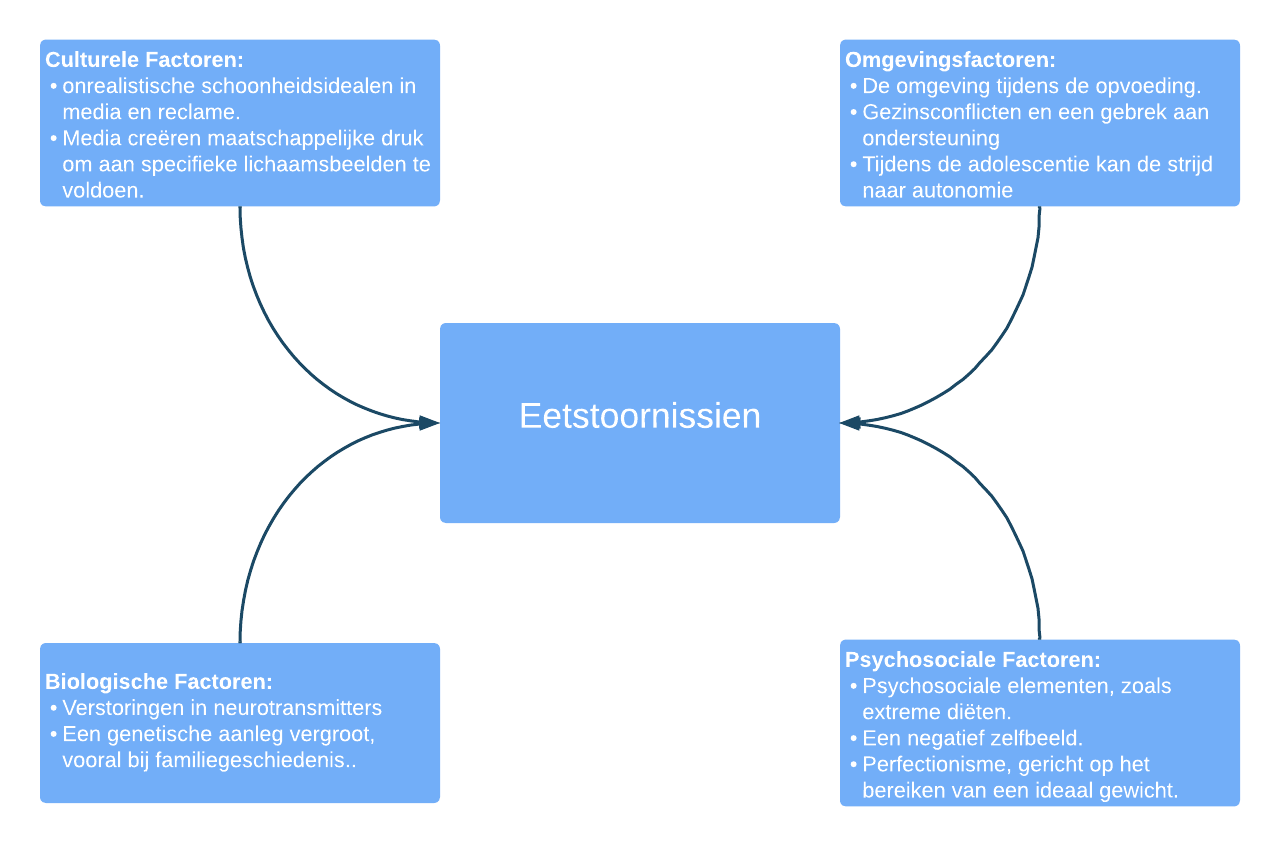 Culturele Factoren:
• onrealistische schoonheidsidealen in
media en reclame.
• Media creëren maatschappelijke druk
om aan specifieke lichaamsbeelden te
voldoen.
Omgevingsfactoren:
• De omgeving tijdens de opvoeding.
• Gezinsconflicten en een gebrek aan
ondersteuning
• Tijdens de adolescentie kan de strijd
naar autonomie
Eetstoornissien
Biologische Factoren:
• Verstoringen in neurotransmitters
• Een genetische aanleg vergroot,
vooral bij familiegeschiedenis..
Psychosociale Factoren:
• Psychosociale elementen, zoals
extreme diëten.
• Een negatief zelfbeeld.
• Perfectionisme, gericht op het
bereiken van een ideaal gewicht.